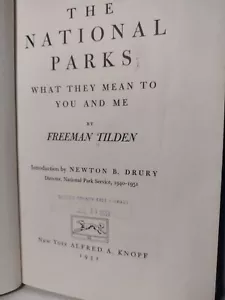 THE
NATIONAL
PARKS
WHAT THEY MEAN TO
YOU AND ME
BY
FREEMAN TILDEN
Introduction by NEWTON B. DRURY
Director, National Park Service, 1940-1951
New York ALFRED A. KNOPF